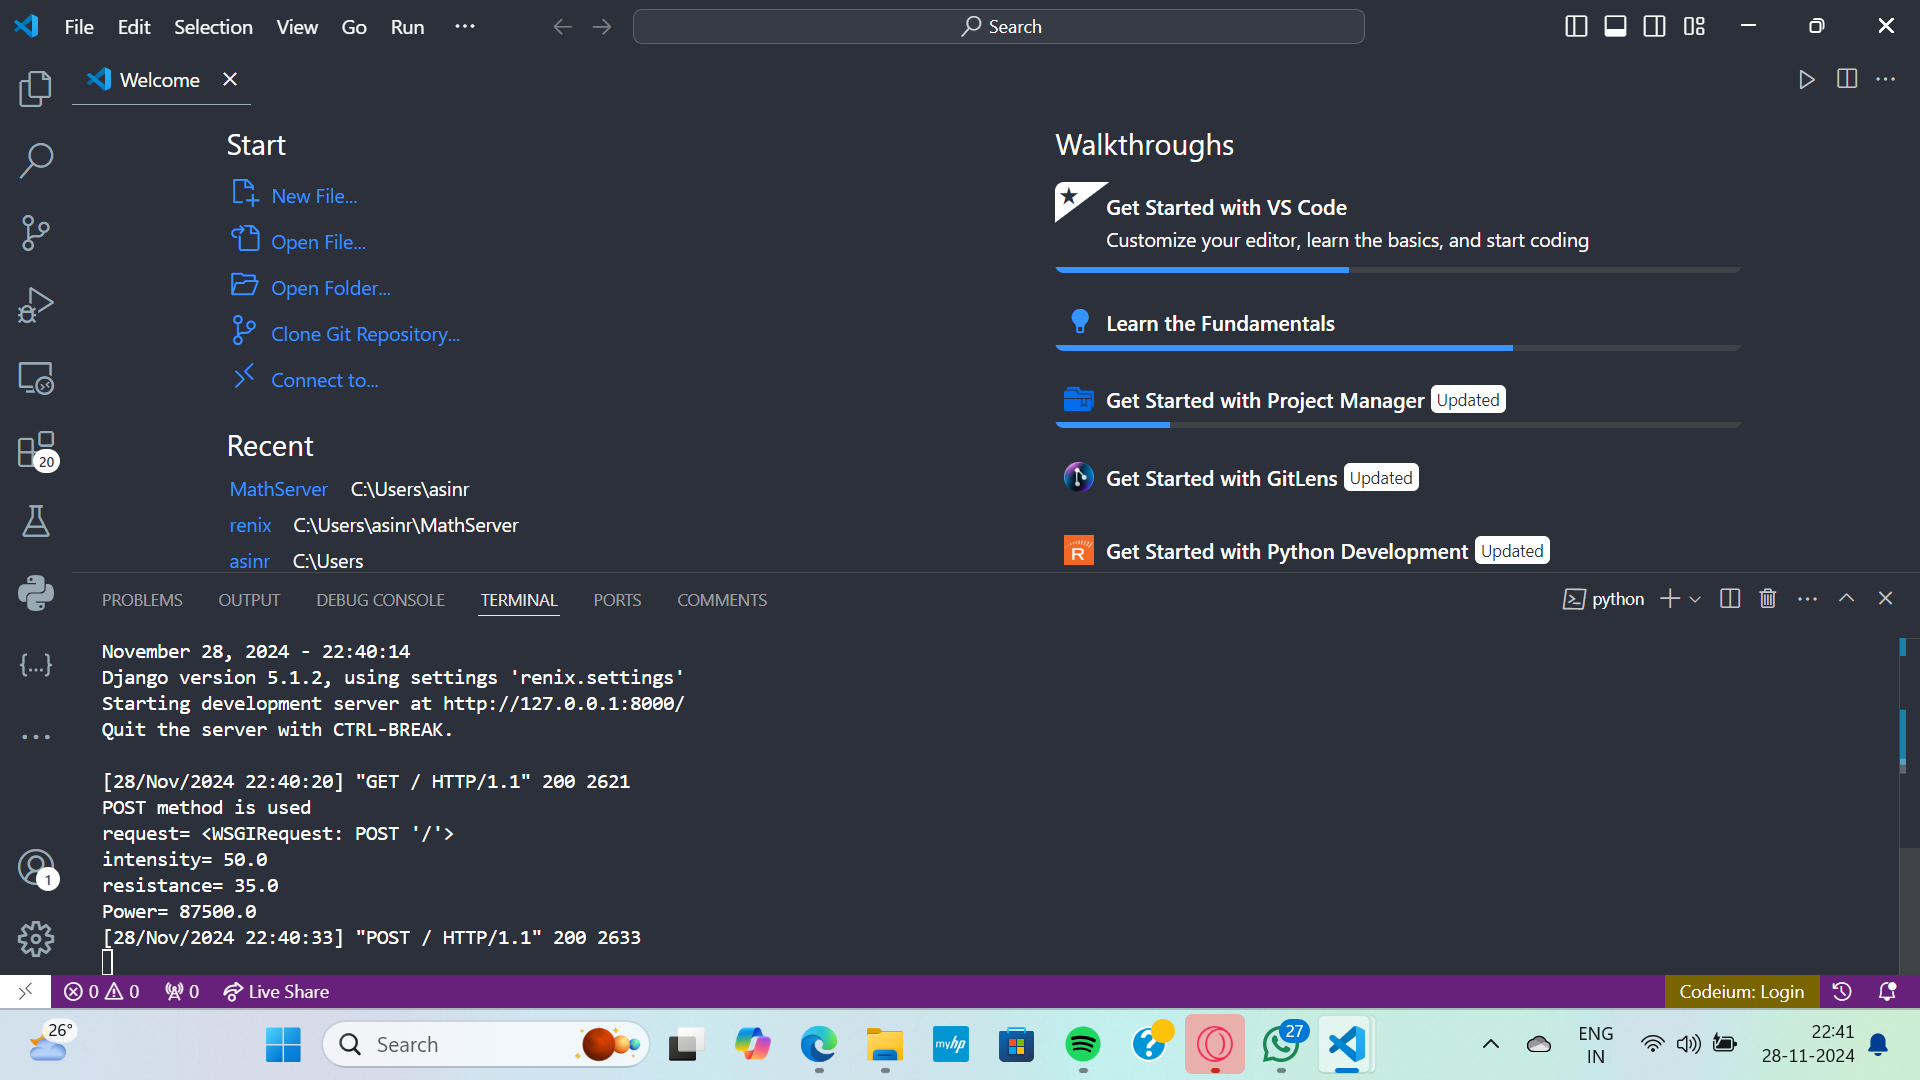 File Edit Selection View Go Run ···
Search
Welcome
Start
New File...
Open File...
Open Folder...
Clone Git Repository...
Connect to...
Recent
MathServer C:\Users\asinr
renix C:\Users\asinr\MathServer
asinr C:\Users
Walkthroughs
Get Started with VS Code
Customize your editor, learn the basics, and start coding
Learn the Fundamentals
Get Started with Project Manager Updated
Get Started with GitLens Updated
R Get Started with Python Development Updated
20
1
PROBLEMS OUTPUT DEBUG CONSOLE TERMINAL PORTS COMMENTS
python
November 28, 2024 - 22:40:14
Django version 5.1.2, using settings 'renix.settings'
Starting development server at http://127.0.0.1:8000/
Quit the server with CTRL-BREAK.
[28/Nov/2024 22:40:20] "GET / HTTP/1.1" 200 2621
POST method is used
request= <WSGIRequest: POST '/'>
intensity= 50.0
resistance= 35.0
Power= 87500.0
[28/Nov/2024 22:40:33] "POST / HTTP/1.1" 200 2633
0 0 0 Live Share
Codeium: Login
26°
Search
myhp
?
27
ENG
IN
22:41
28-11-2024